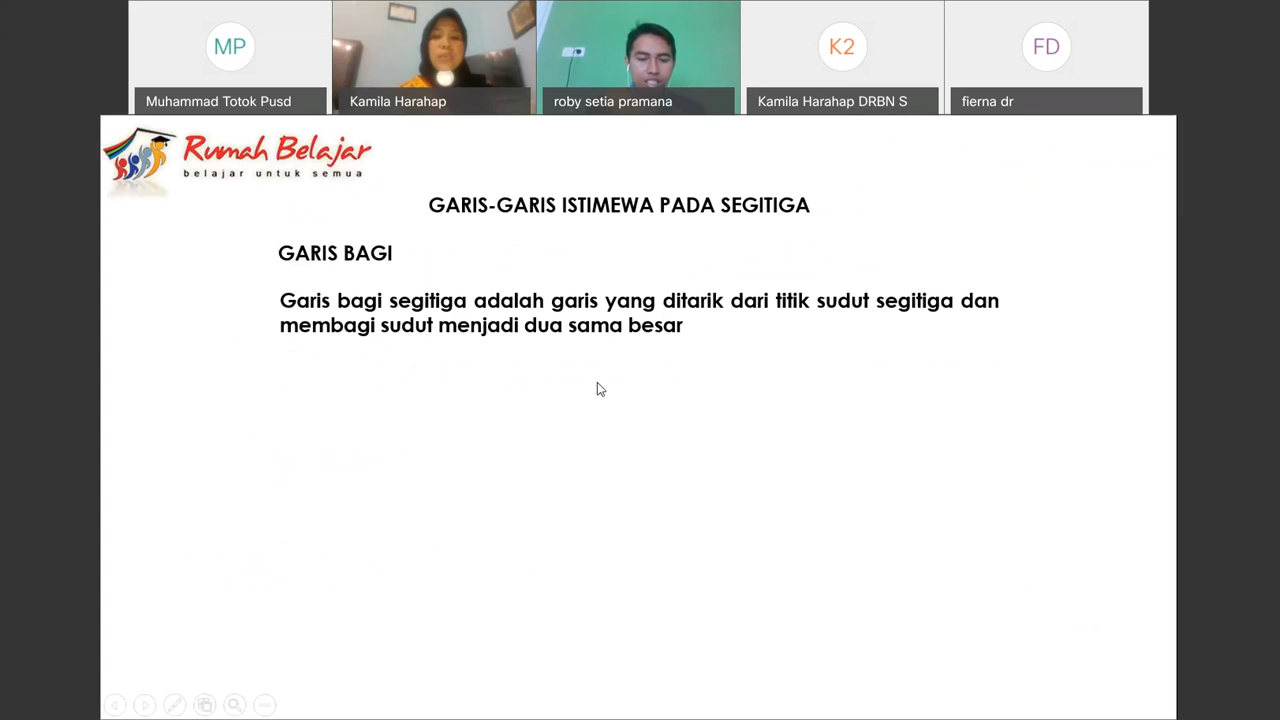 MP
K2
FD
Muhammad Totok Pusd
Kamila Harahap
roby setia pramana
Kamila Harahap DRBN S
fierna dr
Rumah Belajar
belajar untuk semua
GARIS-GARIS ISTIMEWA PADA SEGITIGA
GARIS BAGI
Garis bagi segitiga adalah garis yang ditarik dari titik sudut segitiga dan
membagi sudut menjadi dua sama besar